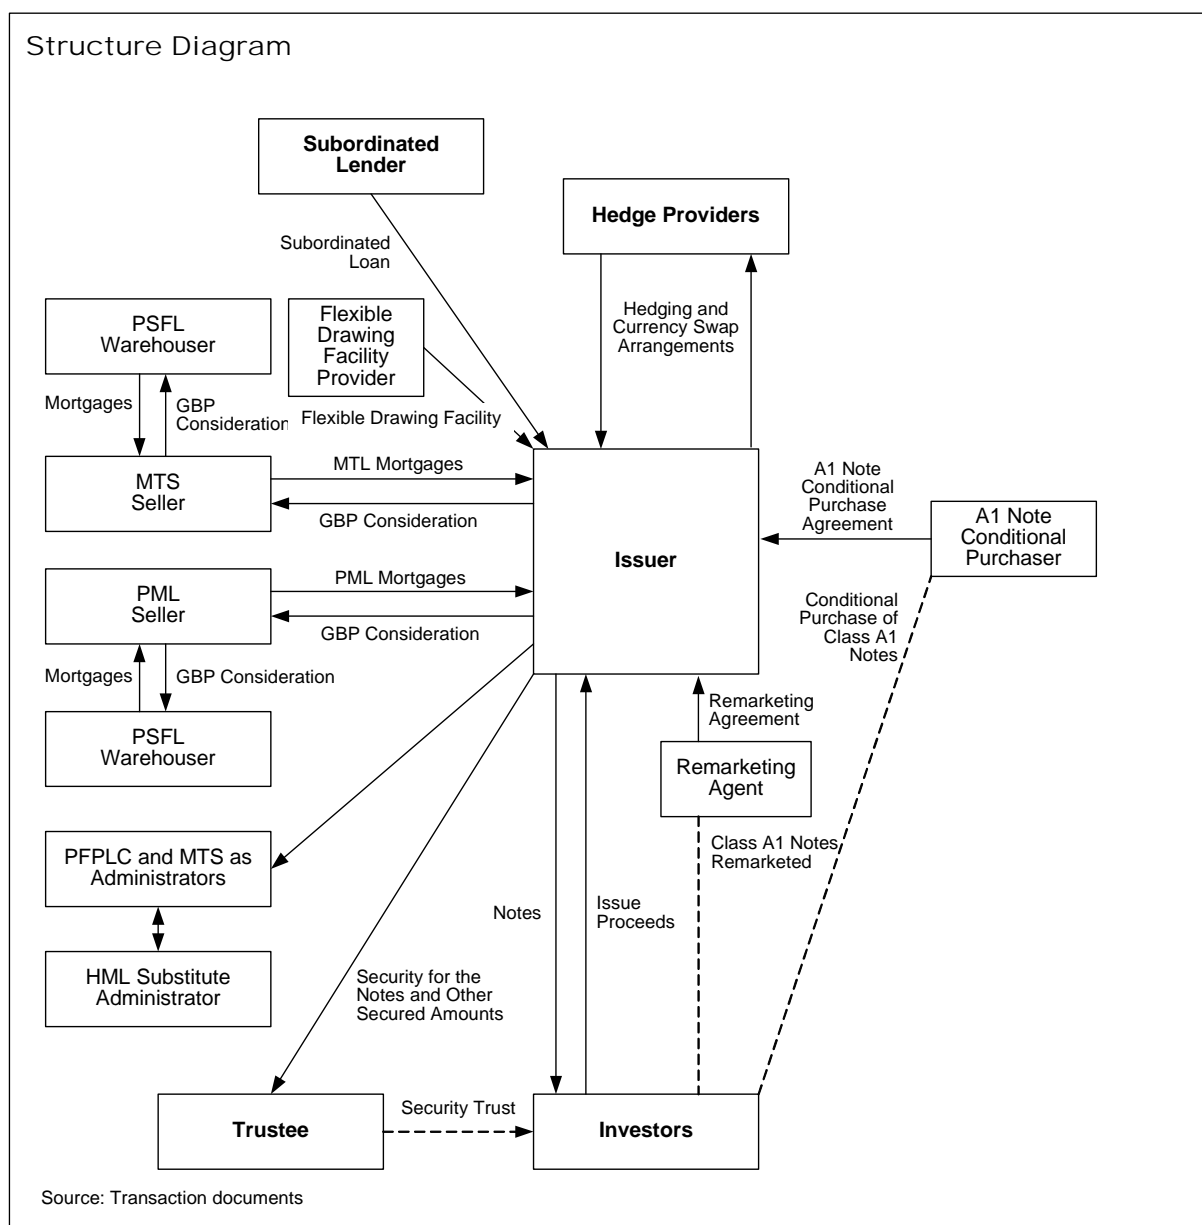 Structure Diagram
Subordinated
Lender
Hedge Providers
Subordinated
Loan
Hedging and
Currency Swap
Arrangements
PSFL
Warehouser
Flexible
Drawing
Facility
Provider
Mortgages
GBP
Consideration
Flexible Drawing Facility
MTS
Seller
MTL Mortgages
GBP Consideration
A1 Note
Conditional
Purchase
Agreement
A1 Note
Conditional
Purchaser
Issuer
PML
Seller
PML Mortgages
GBP Consideration
Conditional
Purchase of
Class A1
Notes
Mortgages
GBP Consideration
PSFL
Warehouser
Remarketing
Agreement
Remarketing
Agent
PFPLC and MTS as
Administrators
Class A1 Notes
Remarketed
Notes
Issue
Proceeds
HML Substitute
Administrator
Security for the
Notes and Other
Secured Amounts
Trustee
Security Trust
Investors
Source: Transaction documents